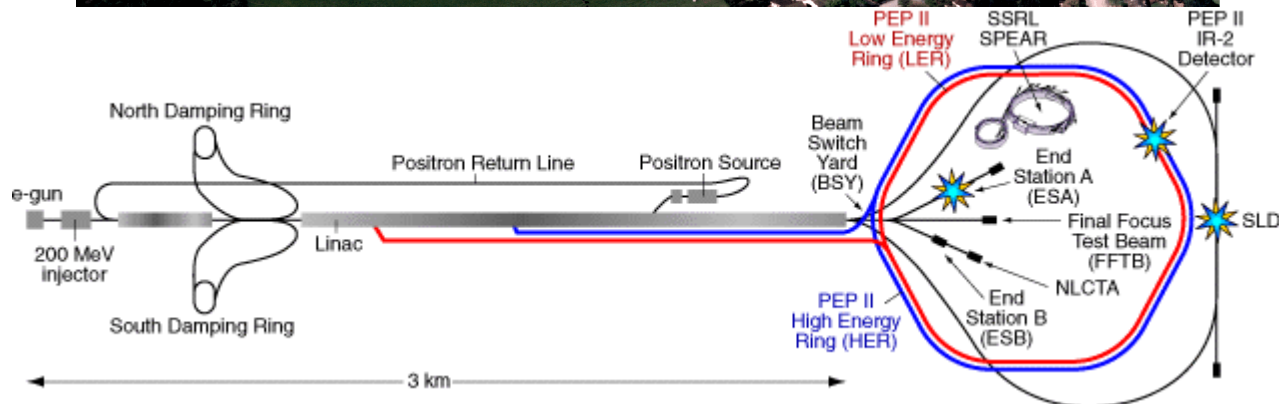 PEP II
Low Energy
Ring (LER)
SSRL
SPEAR
PEP II
IR-2
Detector
North Damping Ring
Beam
Switch
Yard
(BSY)
Positron Return Line
Positron Source
End
Station A
(ESA)
e-gun
200 MeV
injector
Linac
Final Focus
Test Beam
(FFTB)
SLD
South Damping Ring
PEP II
High Energy
Ring (HER)
End
Station B
(ESB)
NLCTA
3 km